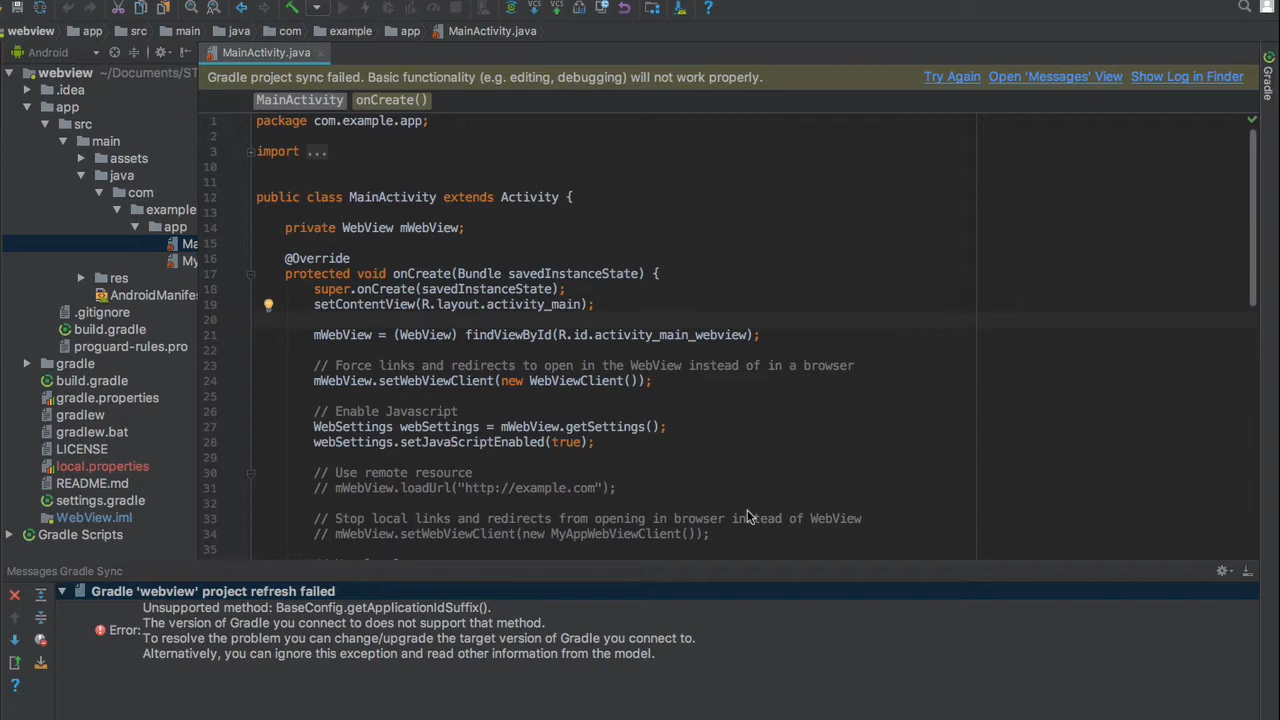 VCS VCS
webview app src main java com example app MainActivity.java
Android
MainActivity.java
webview ~/Documents/ST
.idea
app
src
main
assets
java
com
example
app
Ma
My
res
AndroidManife
.gitignore
build.gradle
proguard-rules.pro
gradle
build.gradle
gradle.properties
gradlew
gradlew.bat
LICENSE
local.properties
README.md
settings.gradle
WebView.iml
Gradle Scripts
Gradle project sync failed. Basic functionality (e.g. editing, debugging) will not work properly.
Try Again Open 'Messages' View Show Log in Finder
Gradle
MainActivity onCreate()
1 package com.example.app;
2
3 import ...
10
11
12 public class MainActivity extends Activity {
13
14 private WebView mWebView;
15
16 @Override
17 protected void onCreate(Bundle savedInstanceState) {
18 super.onCreate(savedInstanceState);
19 setContentView(R.layout.activity_main);
20
21 mWebView = (WebView) findViewById(R.id.activity_main_webview);
22
23 // Force links and redirects to open in the WebView instead of in a browser
24 mWebView.setWebViewClient(new WebViewClient());
25
26 // Enable Javascript
27 WebSettings webSettings = mWebView.getSettings();
28 webSettings.setJavaScriptEnabled(true);
29
30 // Use remote resource
31 // mWebView.loadUrl("http://example.com");
32
33 // Stop local links and redirects from opening in browser instead of WebView
34 // mWebView.setWebViewClient(new MyAppWebViewClient());
35
Messages Gradle Sync
Gradle 'webview' project refresh failed
Error:
Unsupported method: BaseConfig.getApplicationIdSuffix().
The version of Gradle you connect to does not support that method.
To resolve the problem you can change/upgrade the target version of Gradle you connect to.
Alternatively, you can ignore this exception and read other information from the model.